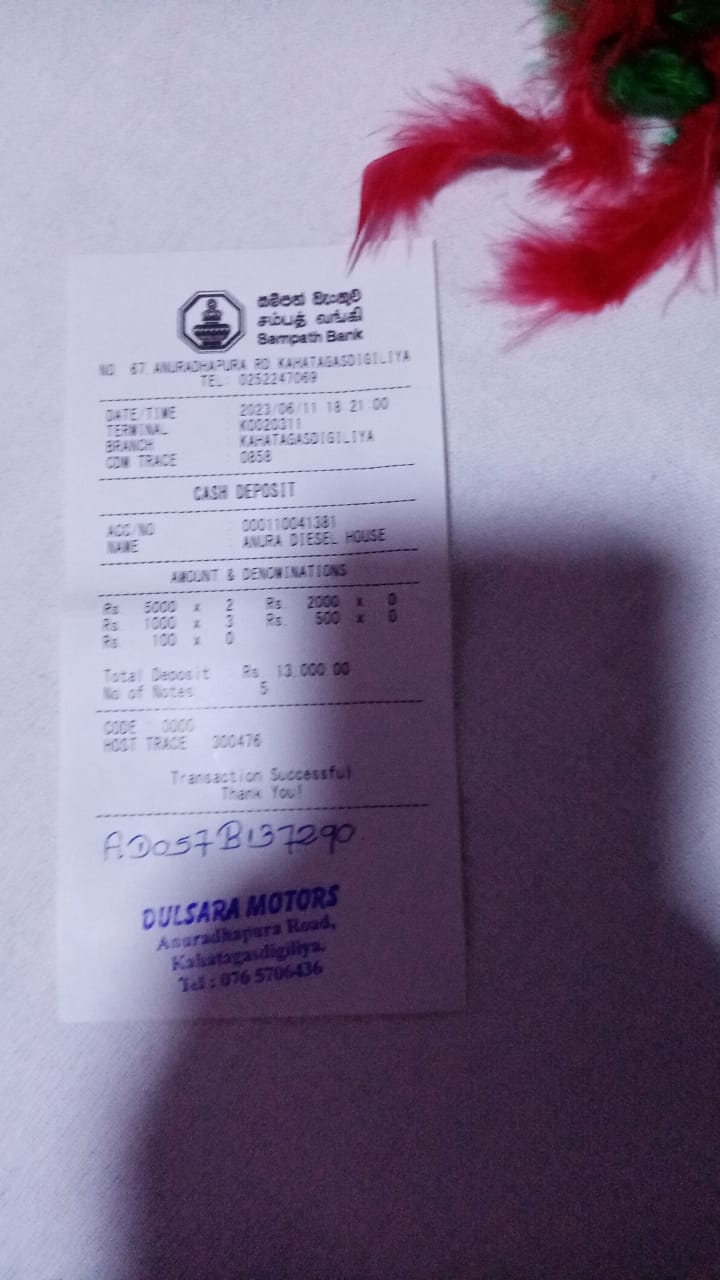 සම්පත් බැංකුව
சம்பத் வங்கி
Sampath Bank
NO 67, ANURADHAPURA RD KAHATAGASDIGILIYA
TEL: 0252247069
DATE/TIME : 2023/06/11 18:21:00
TERMINAL : K0020311
BRANCH : KAHATAGASDIGILIYA
CDM TRACE : 0858
CASH DEPOSIT
ACC/NO : 000110041381
NAME : ANURA DIESEL HOUSE
AMOUNT & DENOMINATIONS
Rs. 5000 x 2 Rs. 2000 x 0
Rs. 1000 x 3 Rs. 500 x 0
Rs. 100 x 0
Total Deposit Rs. 13,000.00
No of Notes 5
CODE : 0000
HOST TRACE 300476
Transaction Successful
Thank You!
AD057B137290
DULSARA MOTORS
Anuradhapura Road,
Kahatagasdigiliya.
Tel : 076 5706436